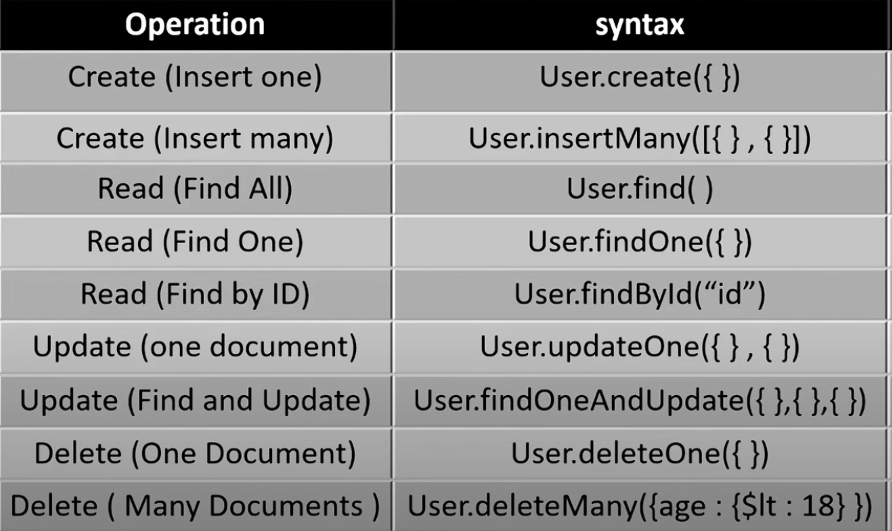 Operation syntax
Create (Insert one) User.create({ })
Create (Insert many) User.insertMany([{ } , { }])
Read (Find All) User.find( )
Read (Find One) User.findOne({ })
Read (Find by ID) User.findById(“id”)
Update (one document) User.updateOne({ } , { })
Update (Find and Update) User.findOneAndUpdate({ },{ },{ })
Delete (One Document) User.deleteOne({ })
Delete ( Many Documents ) User.deleteMany({age : {$lt : 18} })